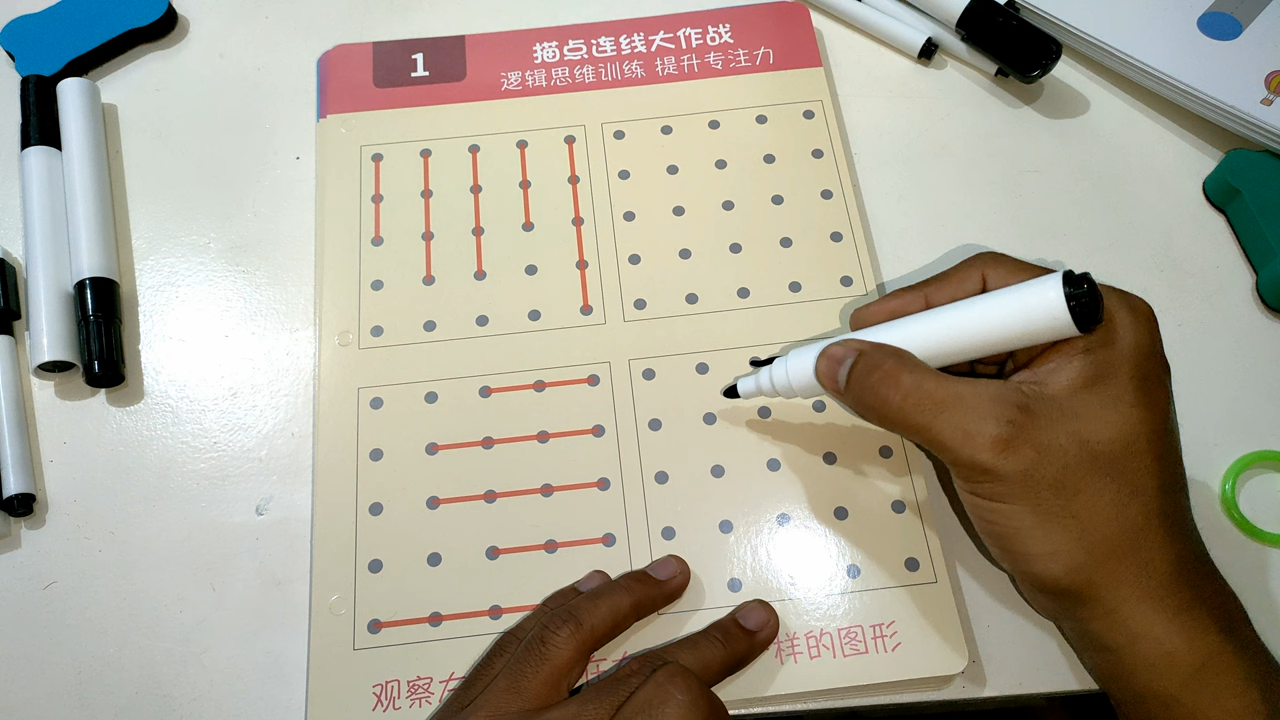 1
描点连线大作战
逻辑思维训练 提升专注力
观察左
样的图形